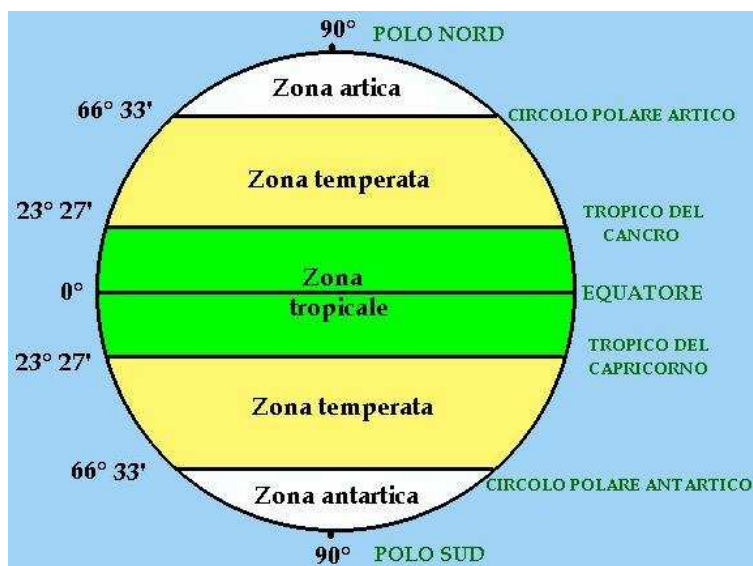 90° POLO NORD
Zona artica
66° 33'
CIRCOLO POLARE ARTICO
Zona temperata
23° 27'
TROPICO DEL
CANCRO
Zona
0°
EQUATORE
tropicale
23° 27'
TROPICO DEL
CAPRICORNO
Zona temperata
66° 33'
CIRCOLO POLARE ANTARTICO
Zona antartica
90° POLO SUD